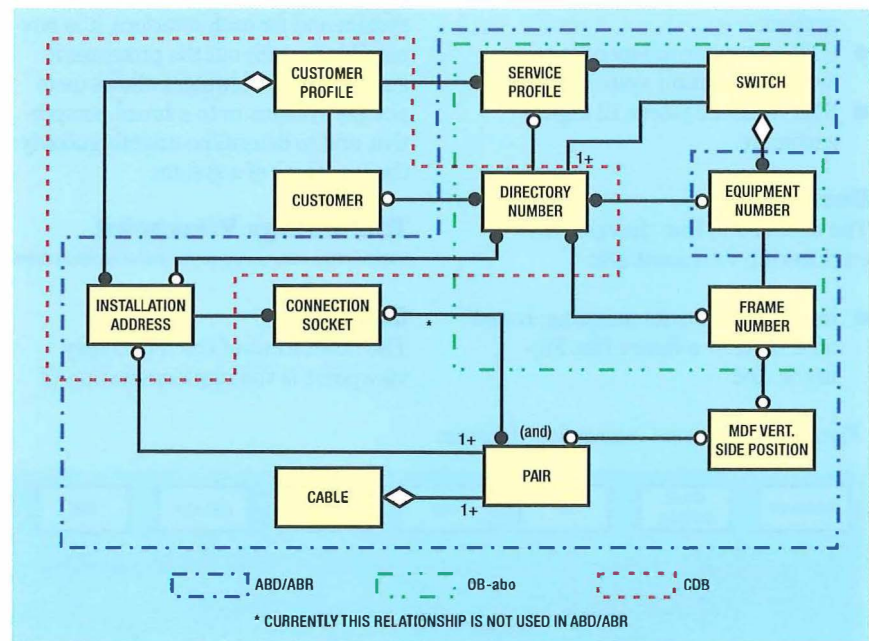 CUSTOMER
PROFILE
SERVICE
PROFILE
SWITCH
1+
CUSTOMER
DIRECTORY
NUMBER
EQUIPMENT
NUMBER
INSTALLATION
ADDRESS
CONNECTION
SOCKET
FRAME
NUMBER
*
1+
(and)
PAIR
MDF VERT.
SIDE POSITION
CABLE
1+
ABD/ABR
OB-abo
CDB
* CURRENTLY THIS RELATIONSHIP IS NOT USED IN ABD/ABR